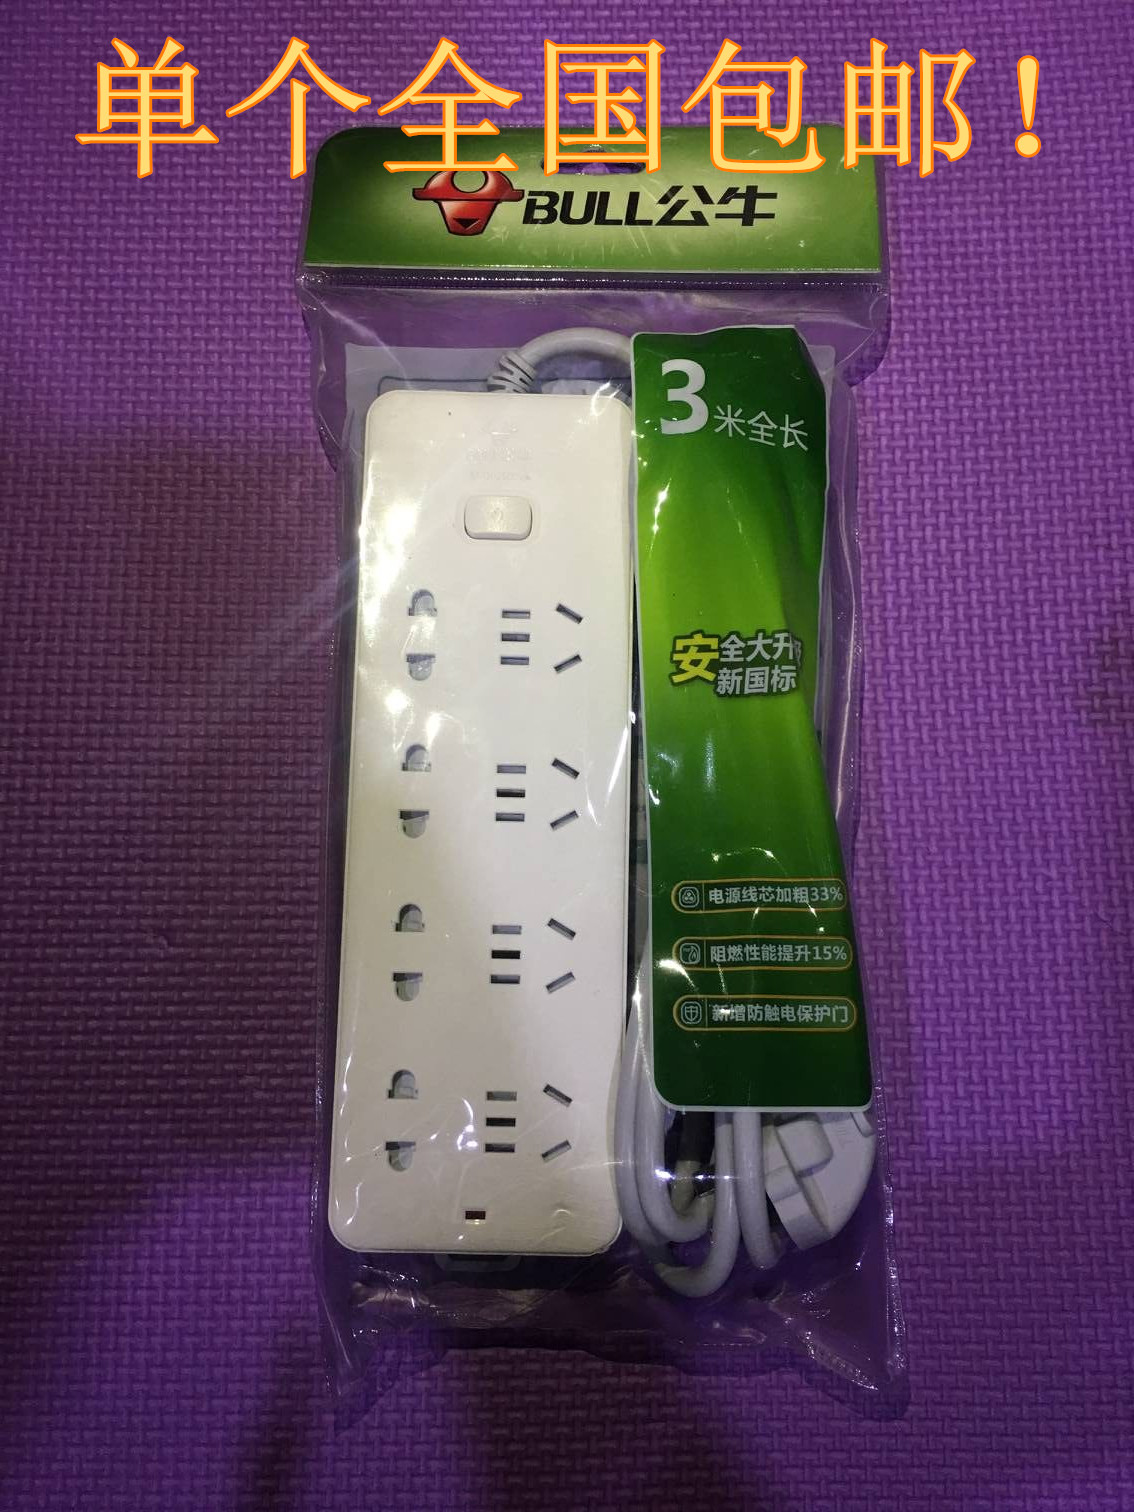 单个全国包邮！
BULL公牛
3米全长
安全大升级
新国标
电源线芯加粗33%
阻燃性能提升15%
新增防触电保护门